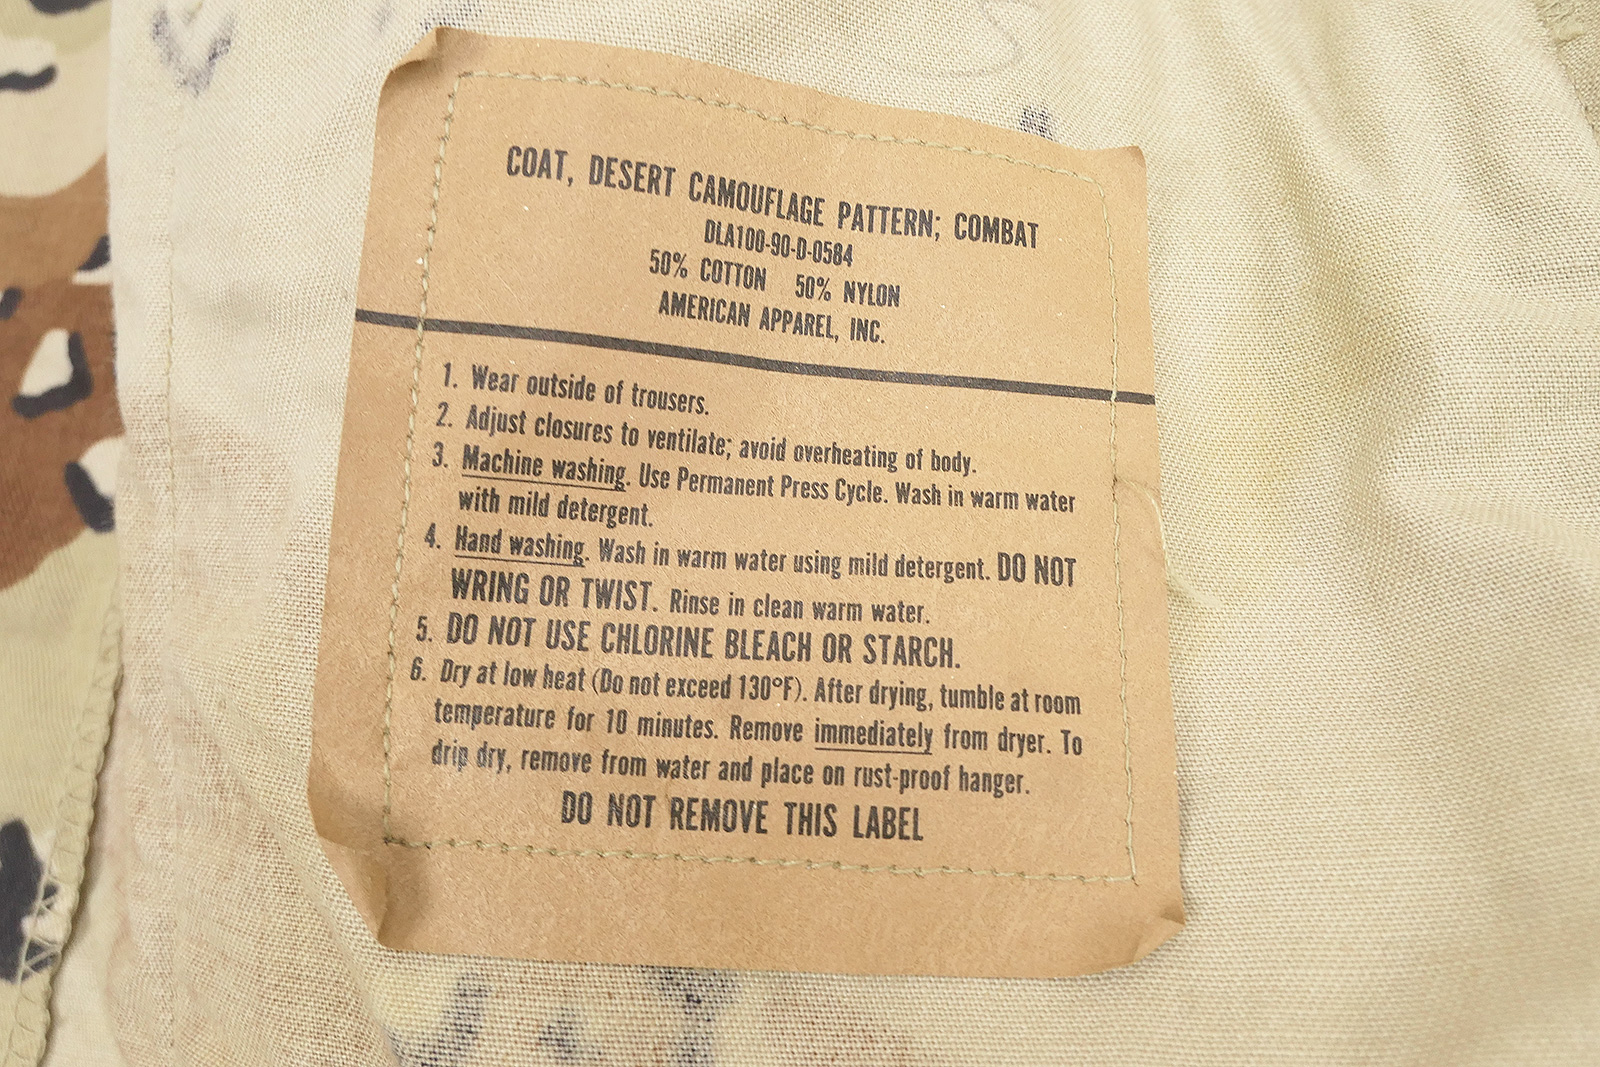 COAT, DESERT CAMOUFLAGE PATTERN; COMBAT
DLA100-90-D-0584
50% COTTON 50% NYLON
AMERICAN APPAREL, INC.
1. Wear outside of trousers.
2. Adjust closures to ventilate; avoid overheating of body.
3. Machine washing. Use Permanent Press Cycle. Wash in warm water
with mild detergent.
4. Hand washing. Wash in warm water using mild detergent. DO NOT
WRING OR TWIST. Rinse in clean warm water.
5. DO NOT USE CHLORINE BLEACH OR STARCH.
6. Dry at low heat (Do not exceed 130°F). After drying, tumble at room
temperature for 10 minutes. Remove immediately from dryer. To
drip dry, remove from water and place on rust-proof hanger.
DO NOT REMOVE THIS LABEL